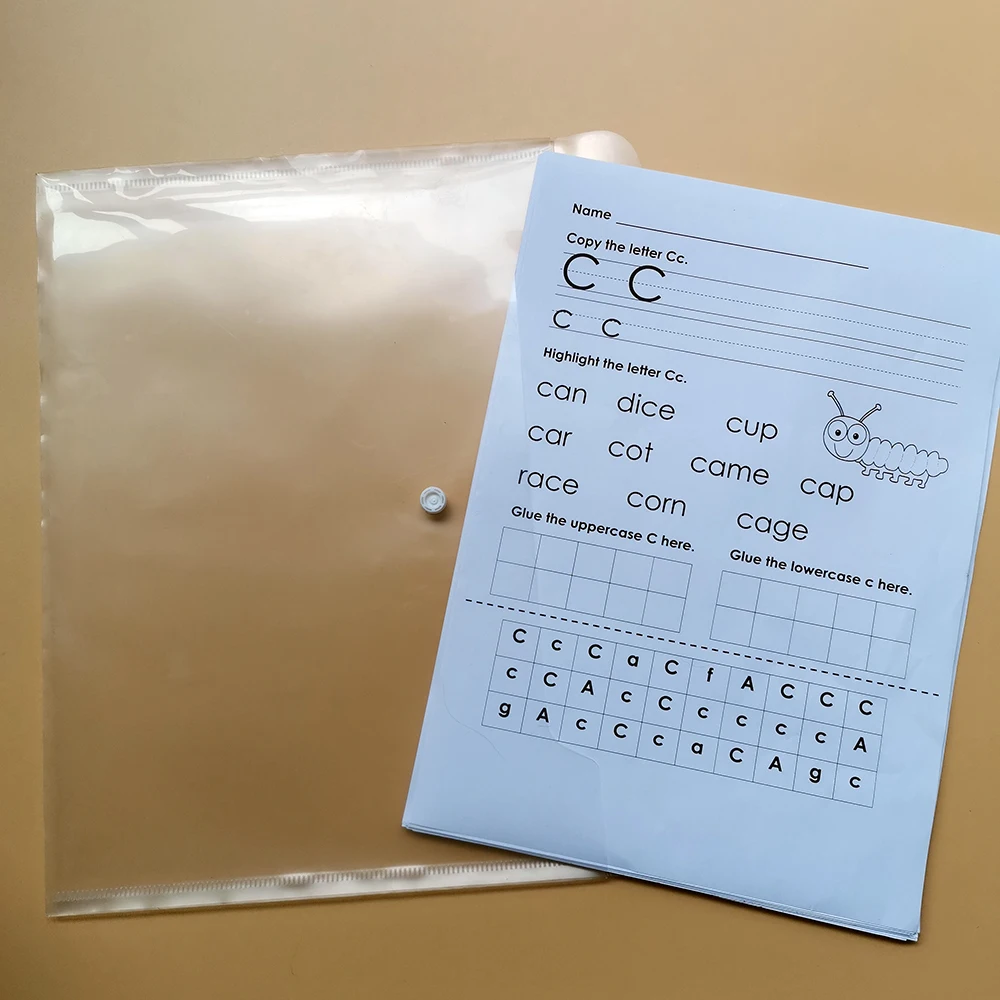 Name
Copy the letter Cc.
C C
c c
Highlight the letter Cc.
can dice cup
car cot came cap
race corn cage
Glue the uppercase C here. Glue the lowercase c here.
C c C a C f A C C C
c C A c C c c c c A
g A c C c a C A g c